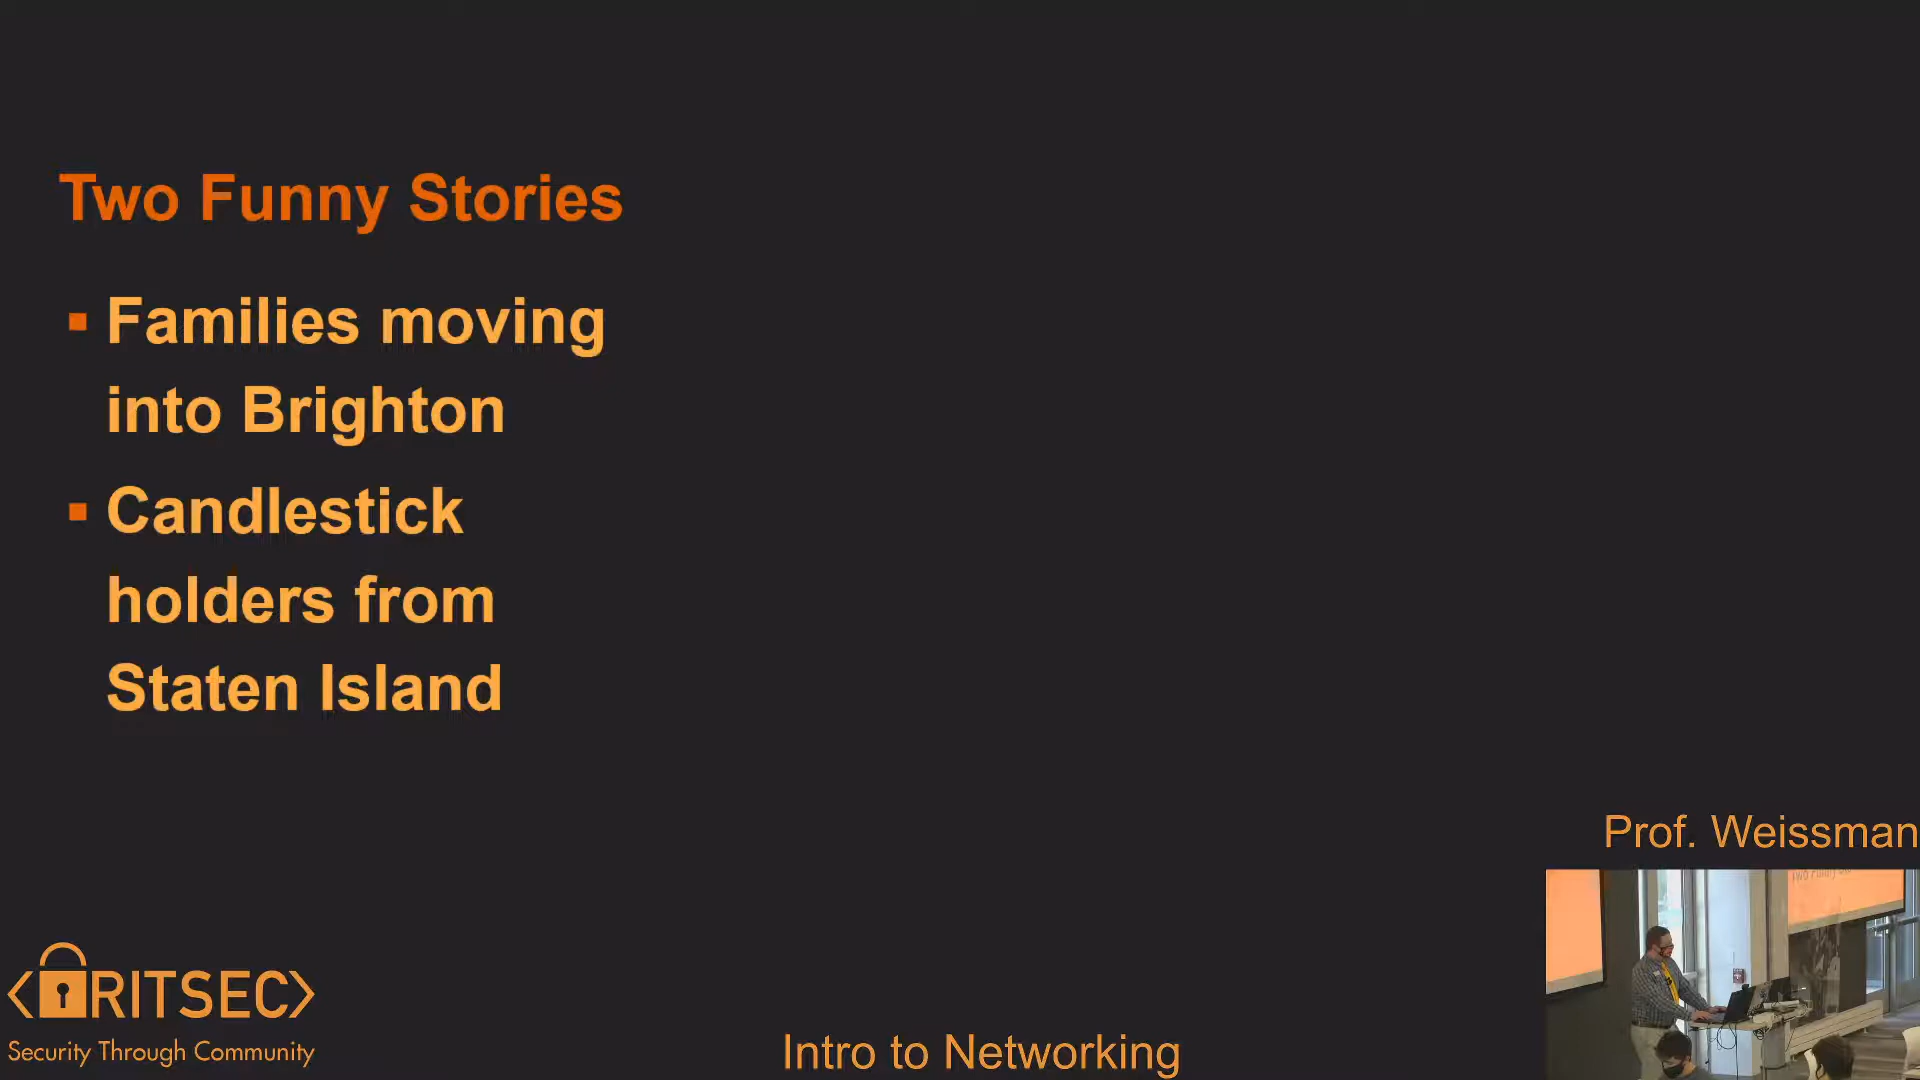 Two Funny Stories
Families moving
into Brighton
Candlestick
holders from
Staten Island
Prof. Weissman
RITSEC
Security Through Community
Intro to Networking